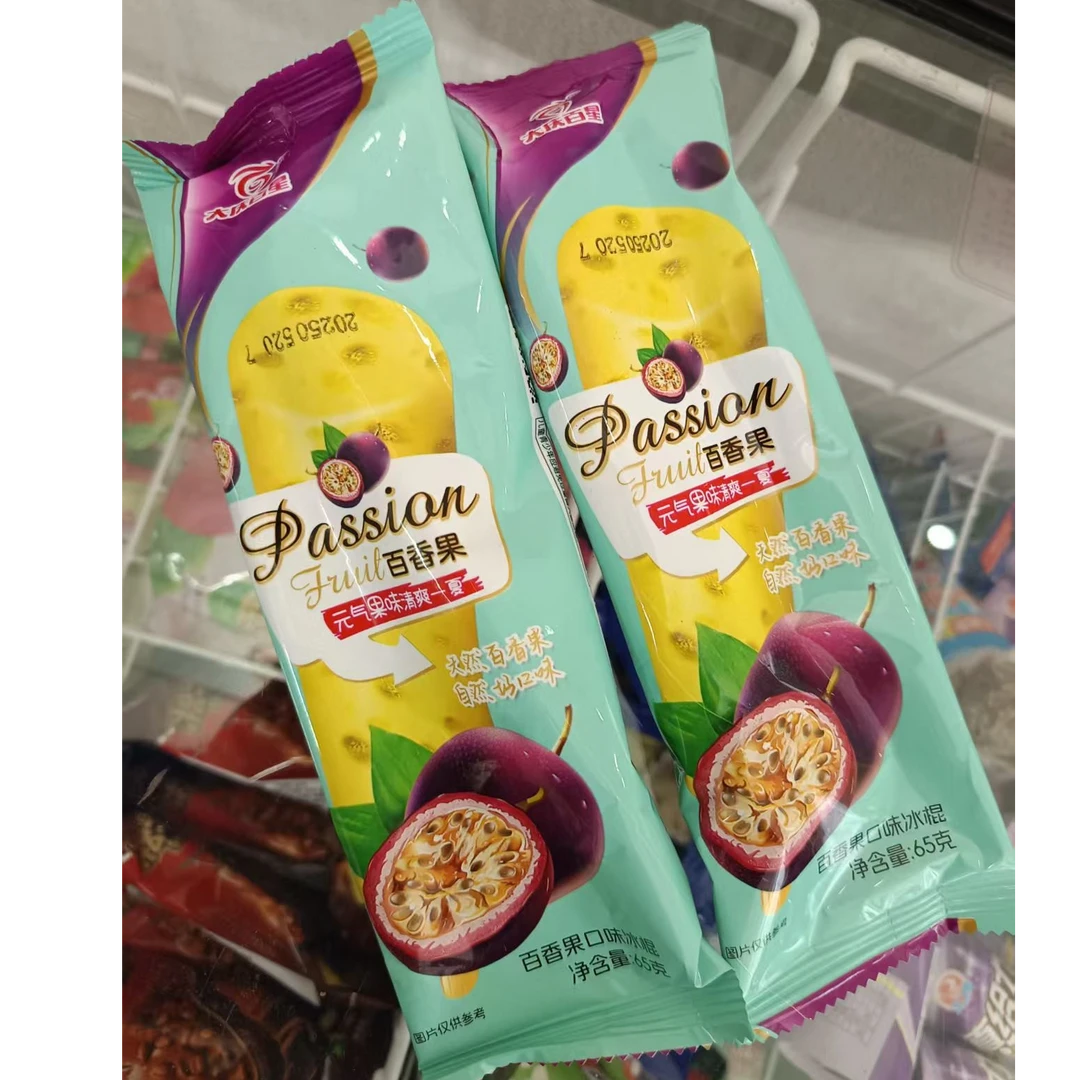 大庆百星
20250520 7
Passion
Fruit百香果
元气果味清爽一夏
天然百香果
自然好口味
百香果口味冰棍
净含量:65克
图片仅供参考
大庆百星
20250520 7
Passion
Fruit百香果
元气果味清爽一夏
天然百香果
自然好口味
百香果口味冰棍
净含量:65克
图片仅供参考